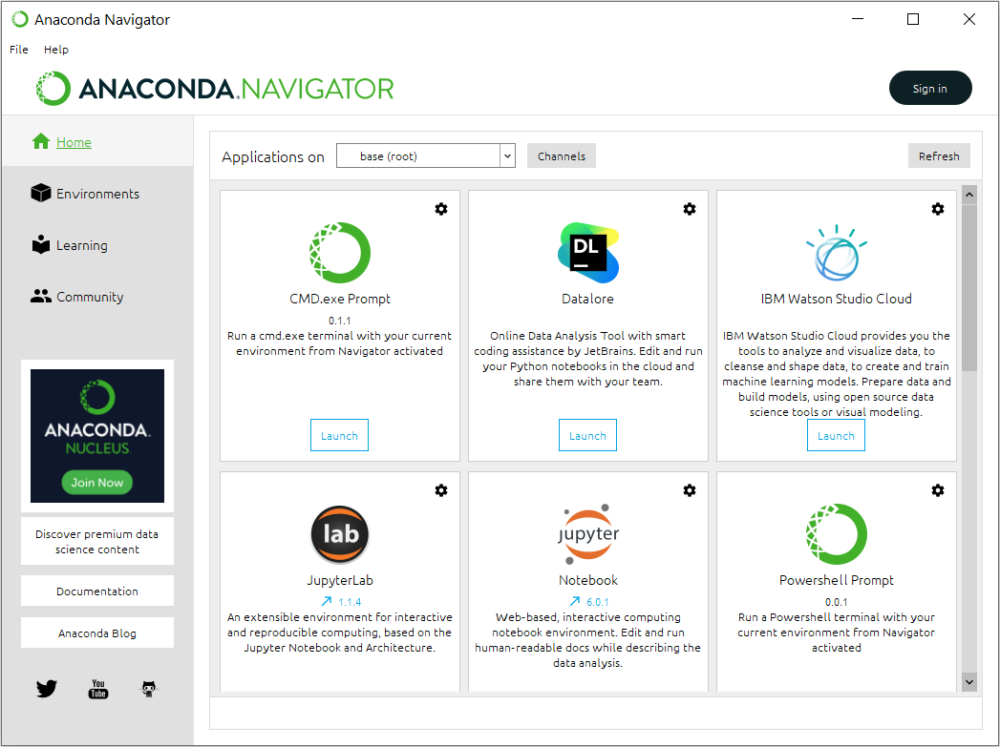 Anaconda Navigator
File Help
ANACONDA.NAVIGATOR
Sign in
Home
Environments
Learning
Community
ANACONDA.
NUCLEUS
Join Now
Discover premium data
science content
Documentation
Anaconda Blog
You
Tube
Applications on base (root) Channels Refresh
CMD.exe Prompt
0.1.1
Run a cmd.exe terminal with your current
environment from Navigator activated
Launch
DL
Datalore
Online Data Analysis Tool with smart
coding assistance by JetBrains. Edit and run
your Python notebooks in the cloud and
share them with your team.
Launch
IBM Watson Studio Cloud
IBM Watson Studio Cloud provides you the
tools to analyze and visualize data, to
cleanse and shape data, to create and train
machine learning models. Prepare data and
build models, using open source data
science tools or visual modeling.
Launch
lab
JupyterLab
1.1.4
An extensible environment for interactive
and reproducible computing, based on the
Jupyter Notebook and Architecture.
jupyter
Notebook
6.0.1
Web-based, interactive computing
notebook environment. Edit and run
human-readable docs while describing the
data analysis.
Powershell Prompt
0.0.1
Run a Powershell terminal with your
current environment from Navigator
activated